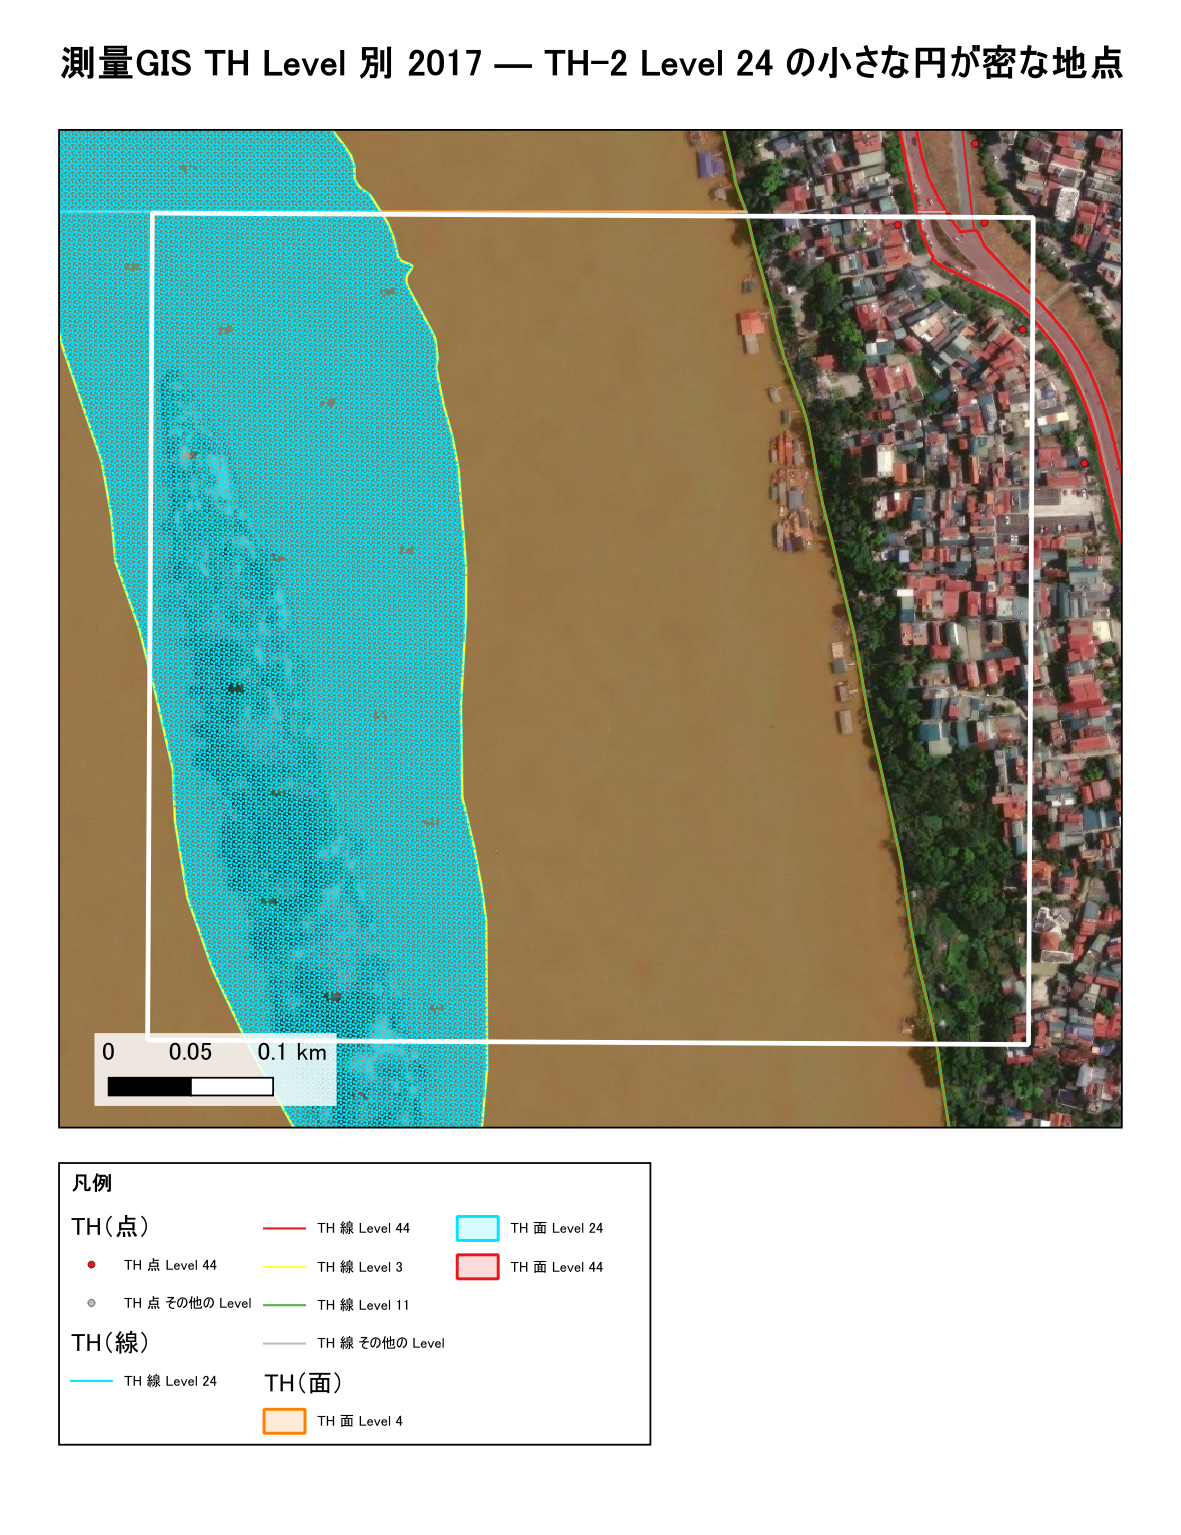 測量GIS TH Level 別 2017 — TH-2 Level 24 の小さな円が密な地点
0 0.05 0.1 km
凡例
TH(点)
TH 点 Level 44
TH 点 その他の Level
TH(線)
TH 線 Level 24
TH 線 Level 44
TH 線 Level 3
TH 線 Level 11
TH 線 その他の Level
TH(面)
TH 面 Level 4
TH 面 Level 24
TH 面 Level 44